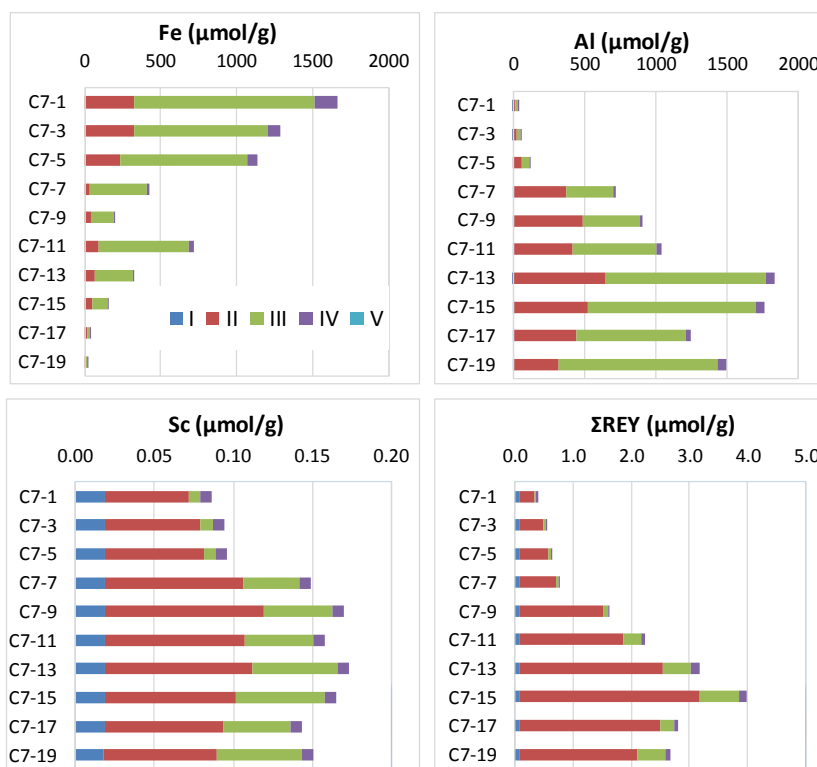 Fe (µmol/g)
0 500 1000 1500 2000
C7-1
C7-3
C7-5
C7-7
C7-9
C7-11
C7-13
C7-15
C7-17
C7-19
I II III IV V
Al (µmol/g)
0 500 1000 1500 2000
C7-1
C7-3
C7-5
C7-7
C7-9
C7-11
C7-13
C7-15
C7-17
C7-19
Sc (µmol/g)
0.00 0.05 0.10 0.15 0.20
C7-1
C7-3
C7-5
C7-7
C7-9
C7-11
C7-13
C7-15
C7-17
C7-19
ΣREY (µmol/g)
0.0 1.0 2.0 3.0 4.0 5.0
C7-1
C7-3
C7-5
C7-7
C7-9
C7-11
C7-13
C7-15
C7-17
C7-19